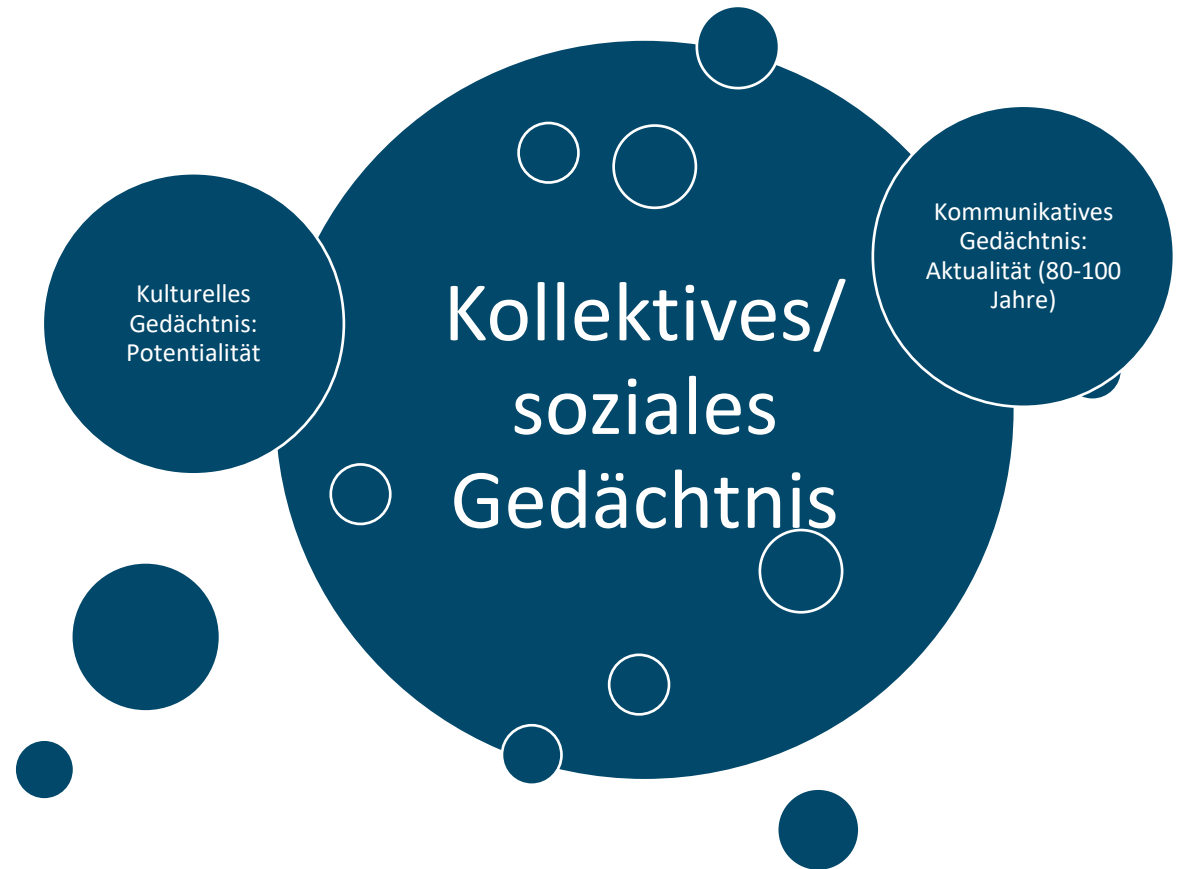 Kulturelles
Gedächtnis:
Potentialität
Kollektives/
soziales
Gedächtnis
Kommunikatives
Gedächtnis:
Aktualität (80-100
Jahre)